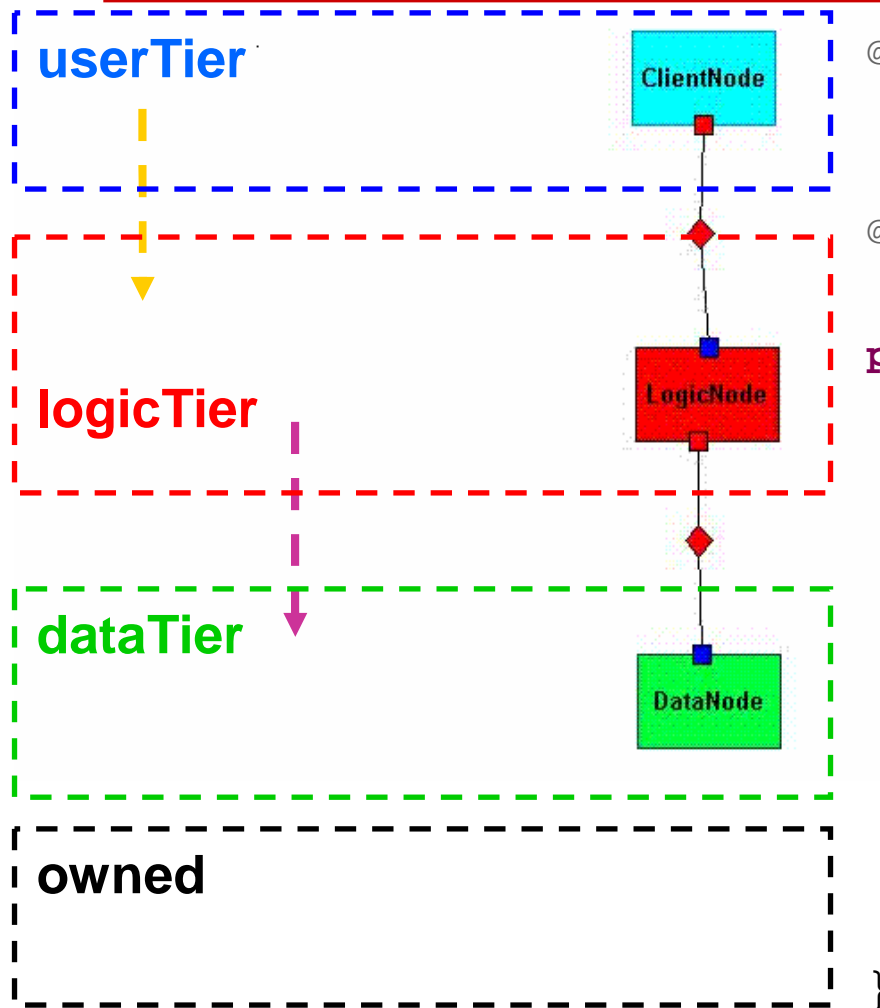 userTier
ClientNode
@
@
p
LogicNode
logicTier
dataTier
DataNode
owned
}